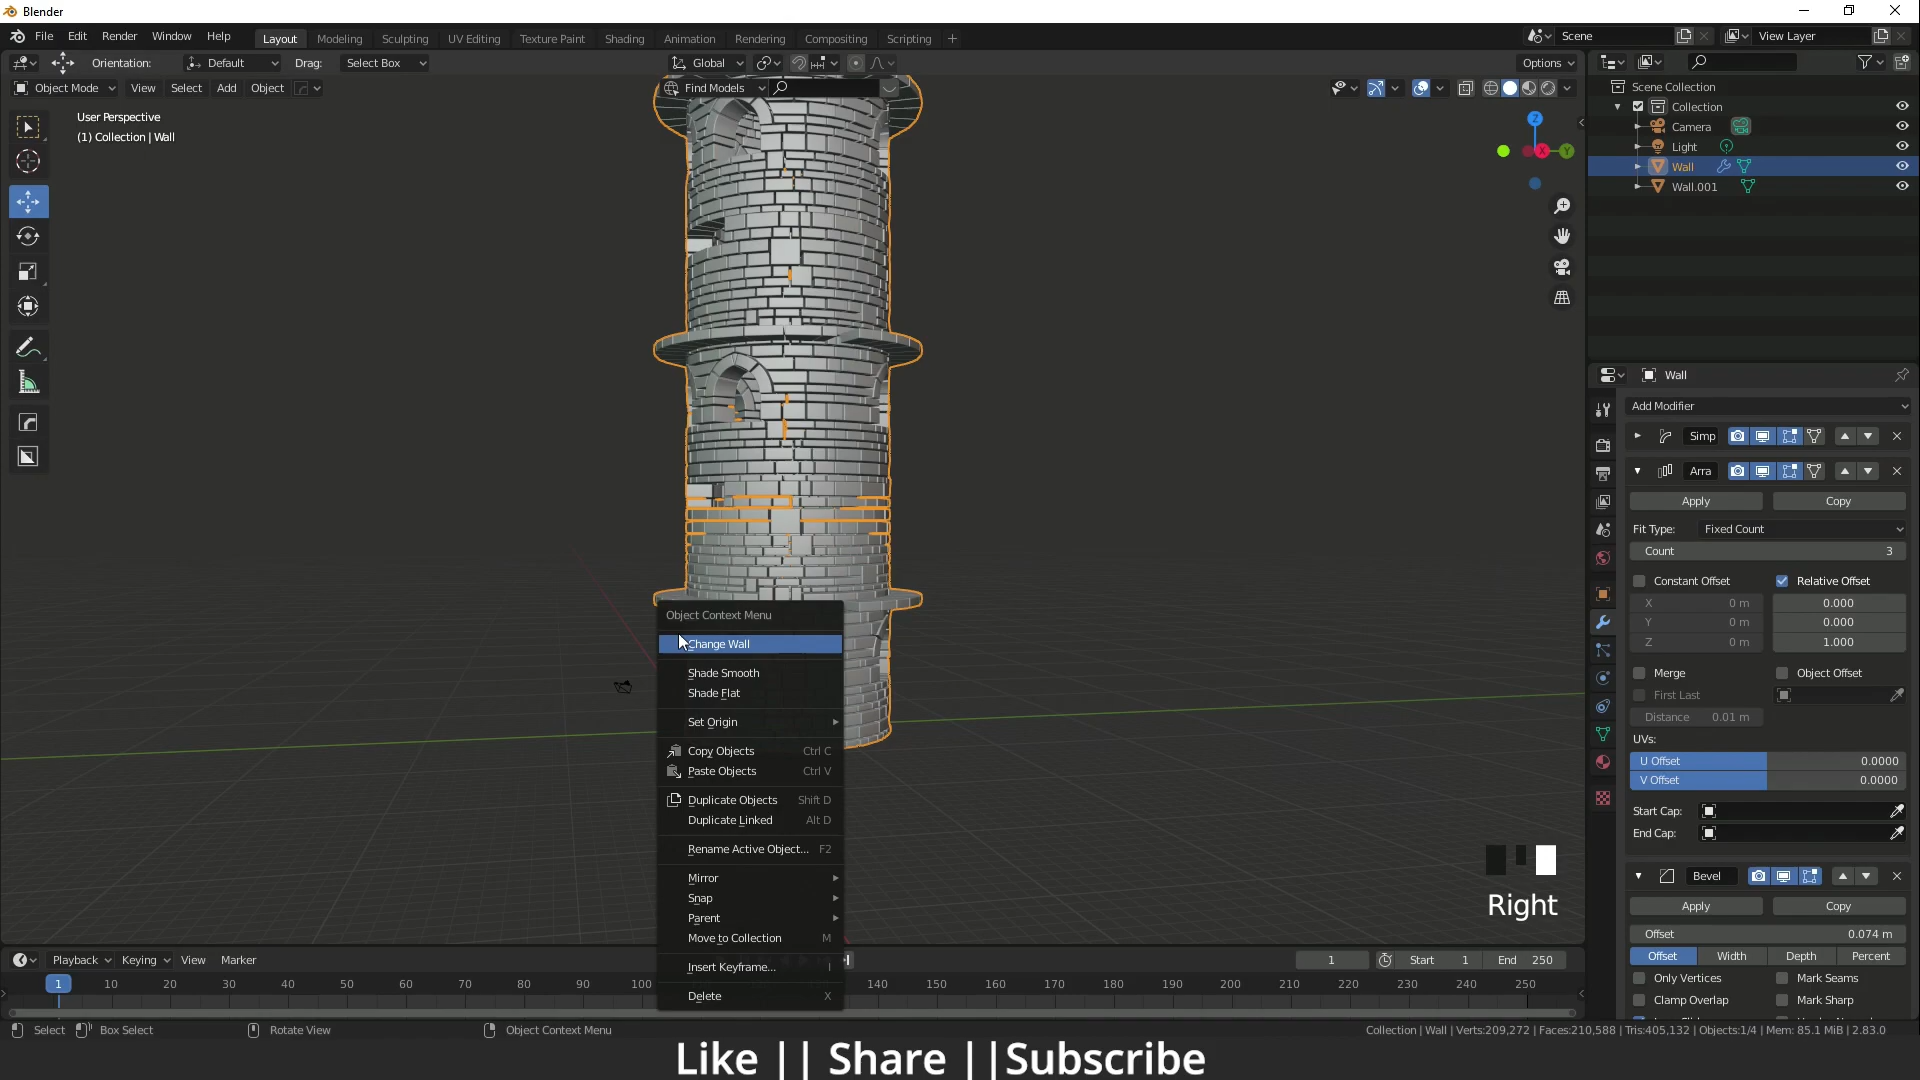 Blender
File Edit Render Window Help
Layout Modeling Sculpting UV Editing Texture Paint Shading Animation Rendering Compositing Scripting +
Scene
View Layer
Orientation: Default Drag: Select Box
Global
Options
Object Mode View Select Add Object
Find Models
User Perspective
(1) Collection | Wall
Z
X
Y
Scene Collection
Collection
Camera
Light
Wall
Wall.001
Wall
Add Modifier
Simp
Arra
Apply Copy
Fit Type: Fixed Count
Count 3
Constant Offset Relative Offset
X 0 m 0.000
Y 0 m 0.000
Z 0 m 1.000
Merge Object Offset
First Last
Distance 0.01 m
UVs:
U Offset 0.0000
V Offset 0.0000
Start Cap:
End Cap:
Bevel
Apply Copy
Offset 0.074 m
Offset Width Depth Percent
Only Vertices Mark Seams
Clamp Overlap Mark Sharp
Object Context Menu
Change Wall
Shade Smooth
Shade Flat
Set Origin
Copy Objects Ctrl C
Paste Objects Ctrl V
Duplicate Objects Shift D
Duplicate Linked Alt D
Rename Active Object... F2
Mirror
Snap
Parent
Move to Collection M
Insert Keyframe... I
Delete X
Right
Playback Keying View Marker
1 Start 1 End 250
1 10 20 30 40 50 60 70 80 90 100 140 150 160 170 180 190 200 210 220 230 240 250
Select Box Select Rotate View Object Context Menu
Collection | Wall | Verts:209,272 | Faces:210,588 | Tris:405,132 | Objects:1/4 | Mem: 85.1 MiB | 2.83.0
Like || Share ||Subscribe